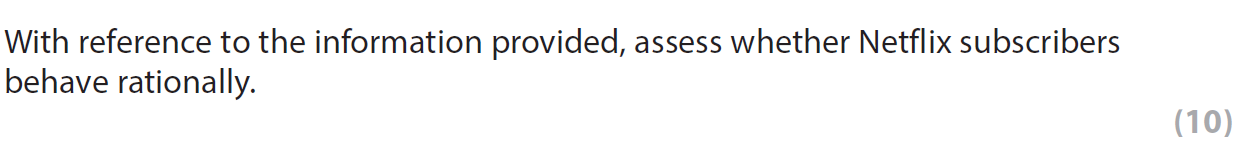 With reference to the information provided, assess whether Netflix subscribers
behave rationally.
(10)